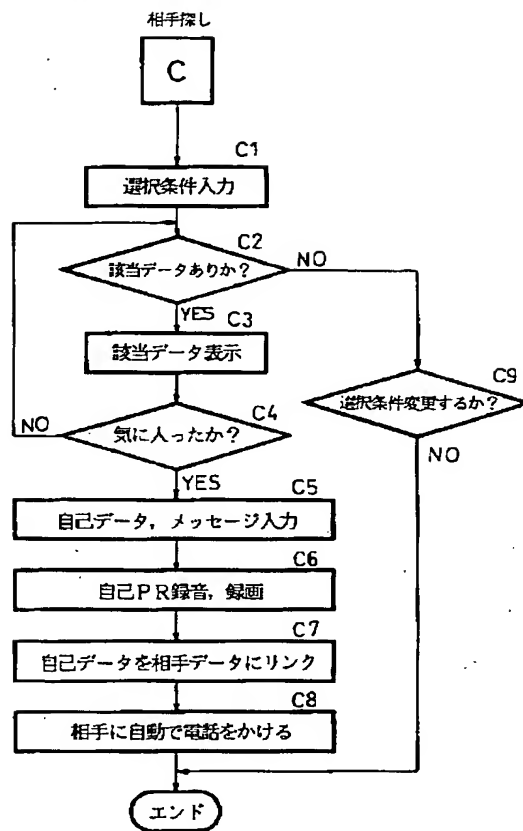 相手探し
C
C1
選択条件入力
C2
該当データありか?
NO
YES
C3
該当データ表示
C9
選択条件変更するか?
NO
C4
気に入ったか?
NO
YES
C5
自己データ,メッセージ入力
C6
自己PR録音,録画
C7
自己データを相手データにリンク
C8
相手に自動で電話をかける
エンド